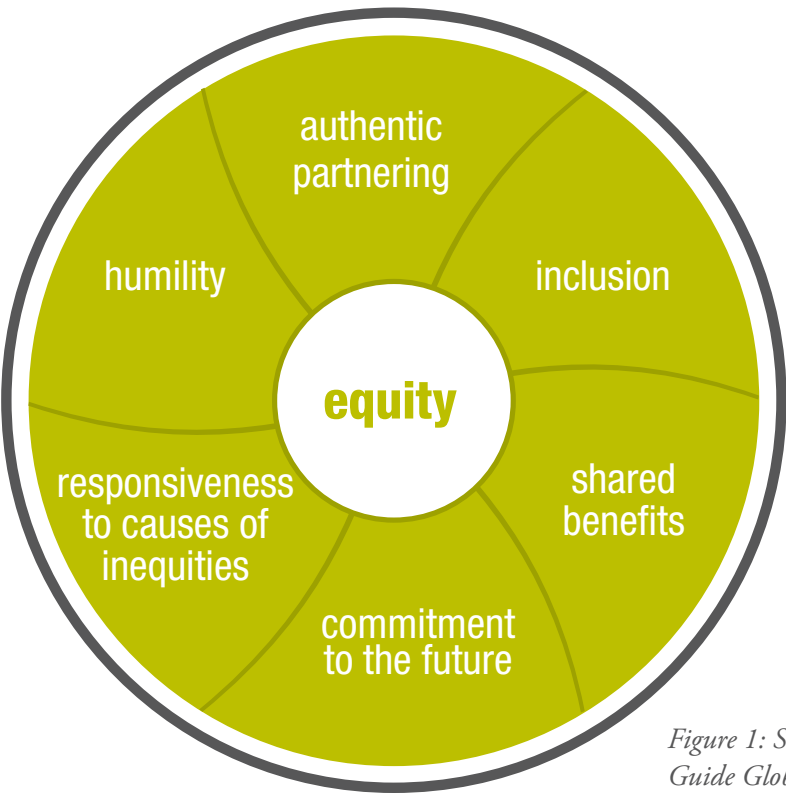 authentic
partnering
humility
inclusion
equity
responsiveness
to causes of
inequities
shared
benefits
commitment
to the future
Figure 1: S
Guide Glob